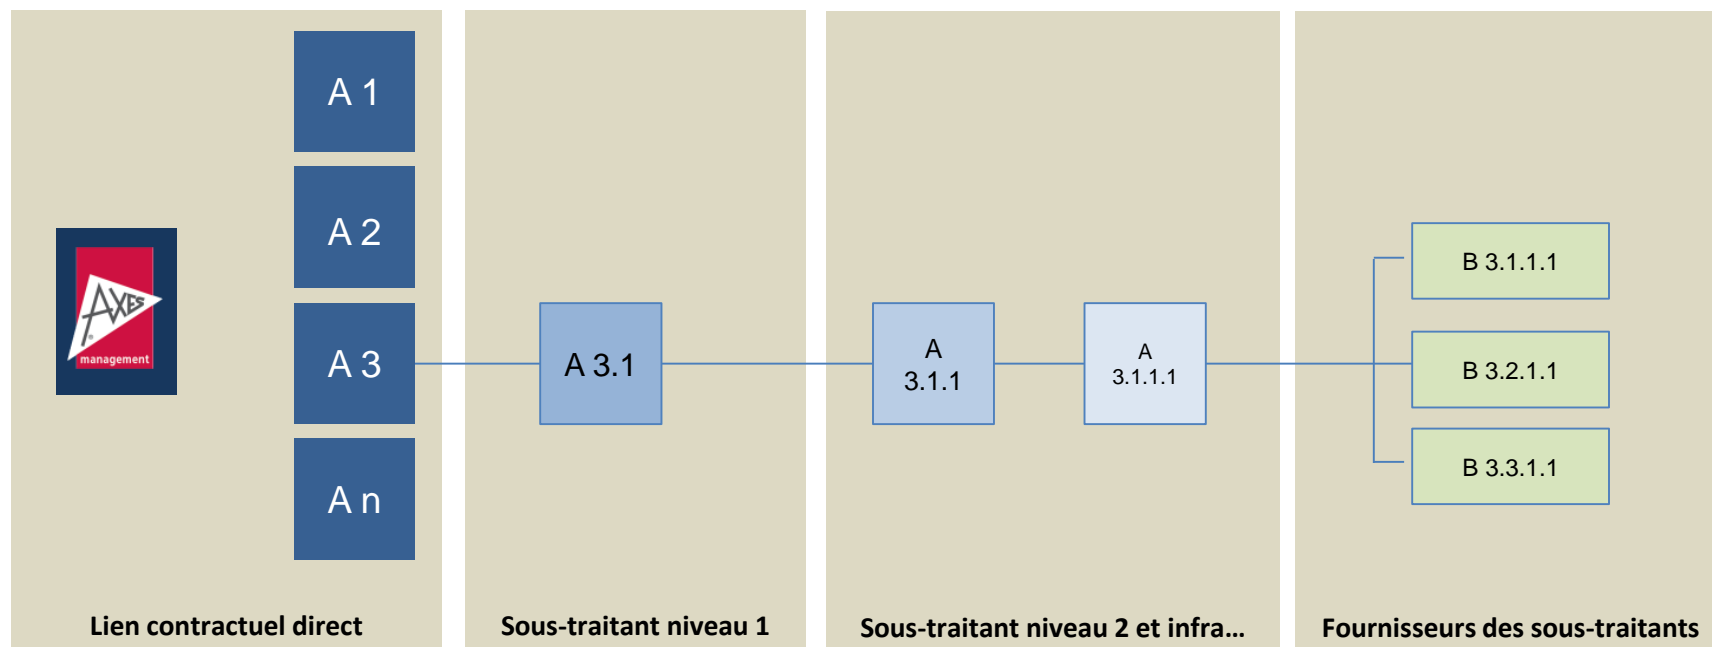 A 1
A 2
A 3
A n
AXES
management
Lien contractuel direct
A 3.1
Sous-traitant niveau 1
A
3.1.1
A
3.1.1.1
Sous-traitant niveau 2 et infra…
B 3.1.1.1
B 3.2.1.1
B 3.3.1.1
Fournisseurs des sous-traitants